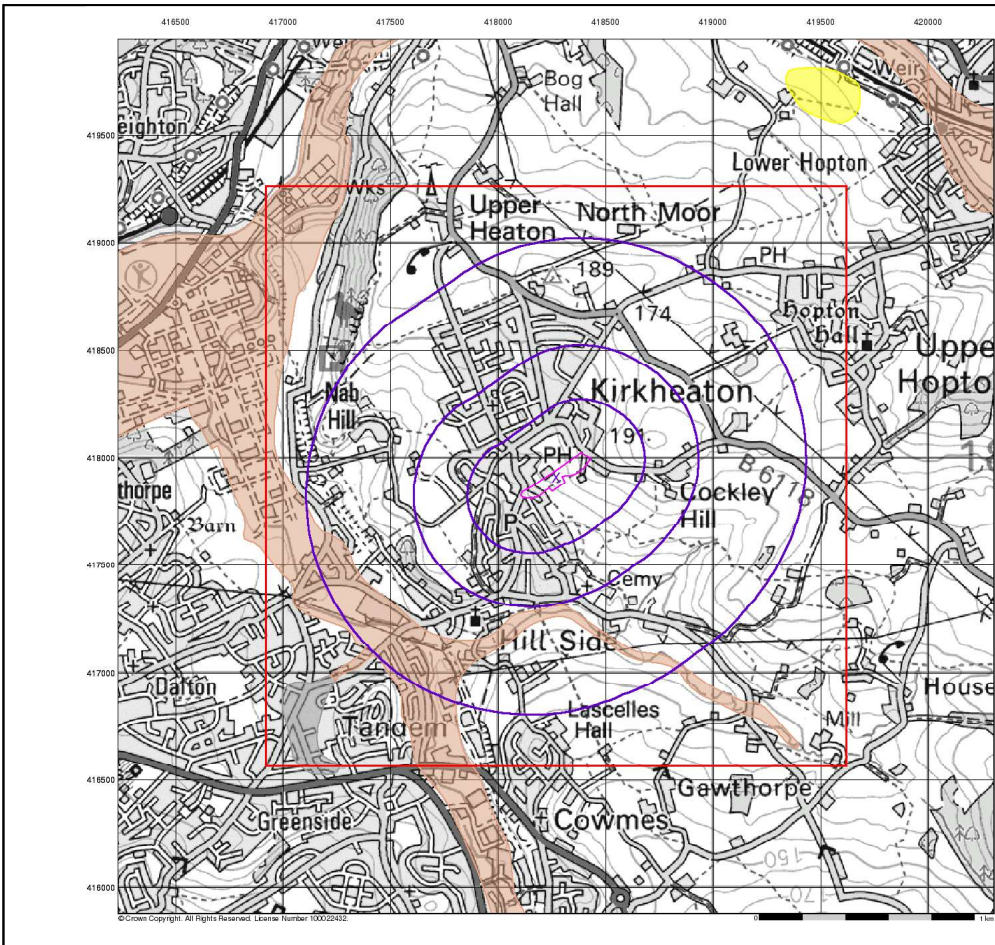 416500 417000 417500 418000 418500 419000 419500 420000
419500
419000
418500
418000
417500
417000
416500
416000
Weir
Bog
Hall
Weir
eighton
Lower Hopton
Wks
Upper
Heaton
North Moor
PH
189
174
Hopton
Hall
Uppe
Hopto
Kirkheaton
Nab
Hill
191
PH
18
thorpe
B 6118
Cockley
Hill
Barn
P
Cemy
Hill Side
Dalton
House
Tandem
Lascelles
Hall
Mill
Gawthorpe
Greenside
Cowmes
150
170
© Crown Copyright. All Rights Reserved. License Number 100022432.
0 1 km